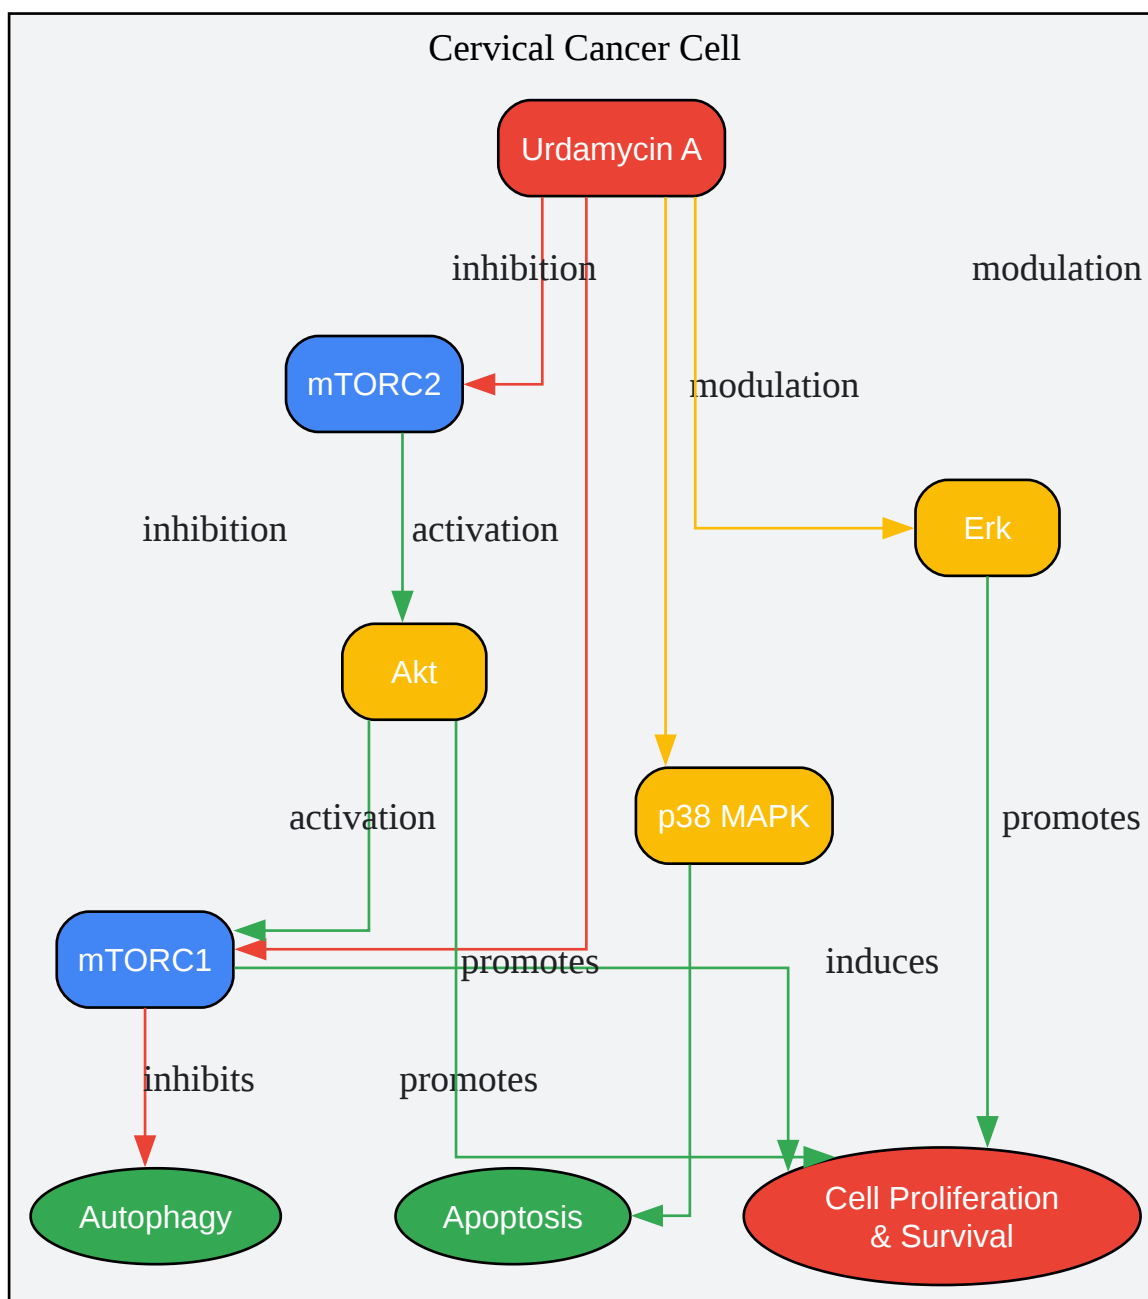 Cervical Cancer Cell
Urdamycin A
inhibition
modulation
mTORC2
modulation
inhibition
activation
Erk
Akt
activation
p38 MAPK
promotes
mTORC1
promotes
induces
inhibits
promotes
Autophagy
Apoptosis
Cell Proliferation
& Survival